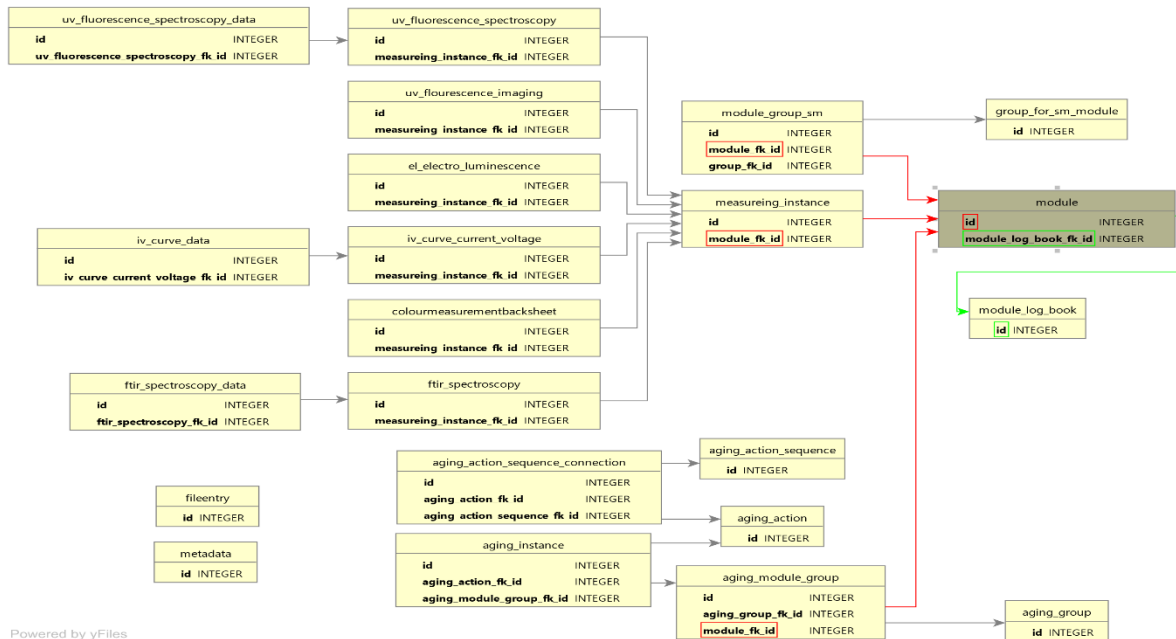 uv_fluorescence_spectroscopy_data
id INTEGER
uv_fluorescence_spectroscopy_fk_id INTEGER
uv_fluorescence_spectroscopy
id INTEGER
measureing_instance_fk_id INTEGER
uv_flourescence_imaging
id INTEGER
measureing_instance_fk_id INTEGER
module_group_sm
id INTEGER
module_fk_id INTEGER
group_fk_id INTEGER
group_for_sm_module
id INTEGER
el_electro_luminescence
id INTEGER
measureing_instance_fk_id INTEGER
measureing_instance
id INTEGER
module_fk_id INTEGER
module
id INTEGER
module_log_book_fk_id INTEGER
iv_curve_data
id INTEGER
iv_curve_current_voltage_fk_id INTEGER
iv_curve_current_voltage
id INTEGER
measureing_instance_fk_id INTEGER
colourmeasurementbacksheet
id INTEGER
measureing_instance_fk_id INTEGER
module_log_book
id INTEGER
ftir_spectroscopy_data
id INTEGER
ftir_spectroscopy_fk_id INTEGER
ftir_spectroscopy
id INTEGER
measureing_instance_fk_id INTEGER
aging_action_sequence_connection
id INTEGER
aging_action_fk_id INTEGER
aging_action_sequence_fk_id INTEGER
aging_action_sequence
id INTEGER
fileentry
id INTEGER
aging_action
id INTEGER
metadata
id INTEGER
aging_instance
id INTEGER
aging_action_fk_id INTEGER
aging_module_group_fk_id INTEGER
aging_module_group
id INTEGER
aging_group_fk_id INTEGER
module_fk_id INTEGER
aging_group
id INTEGER
Powered by yFiles